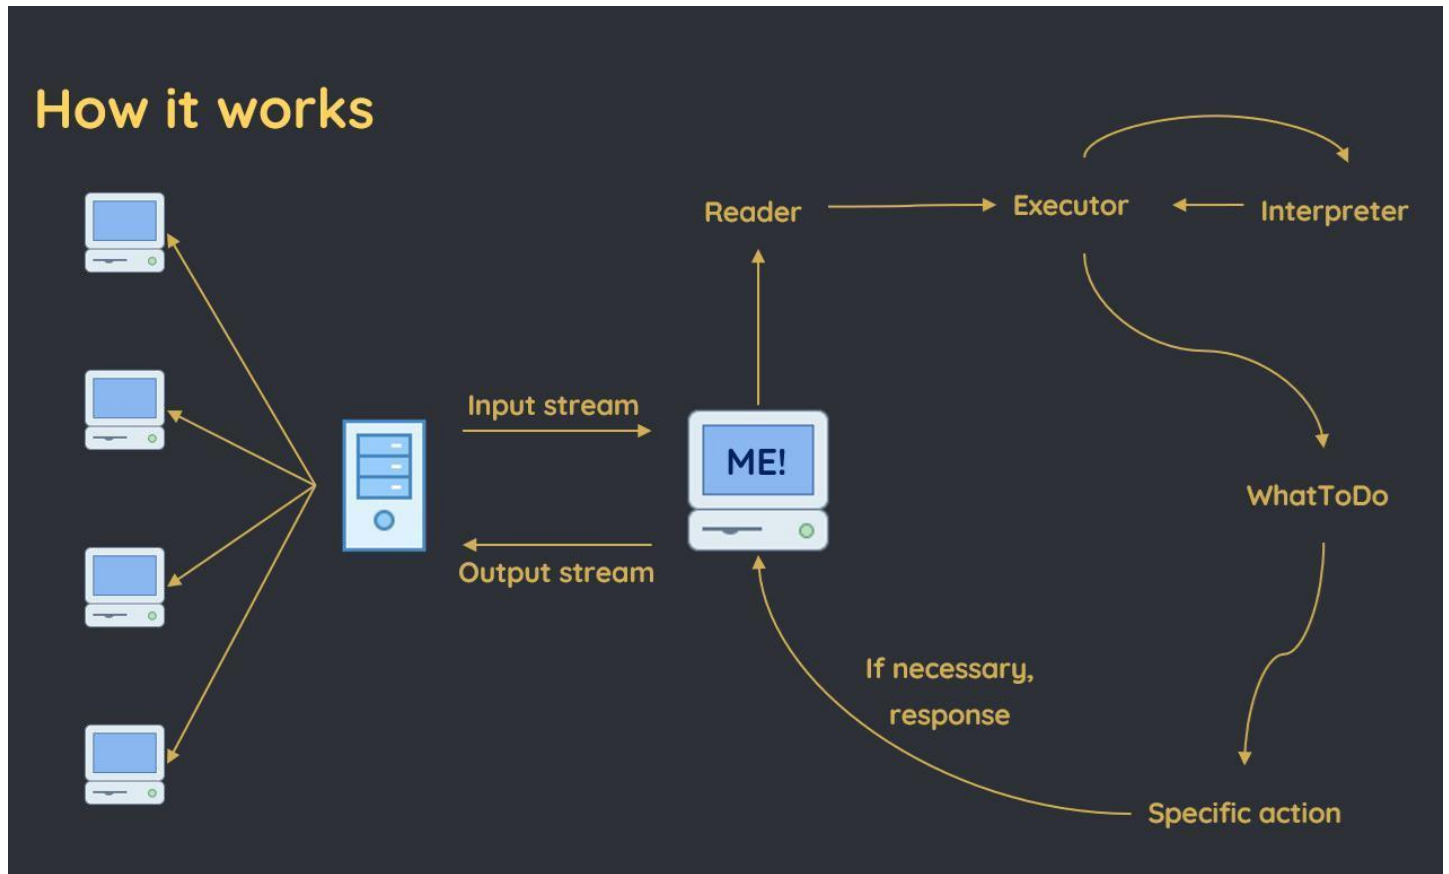 How it works
Reader
Executor
Interpreter
Input stream
ME!
WhatToDo
Output stream
If necessary,
response
Specific action